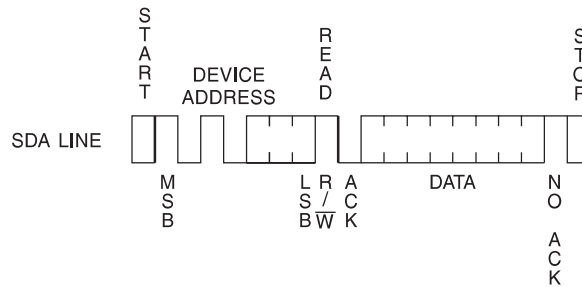 START
DEVICE
ADDRESS
READ
STOP
SDA LINE
MSB
LSB
R/W
ACK
DATA
NO ACK